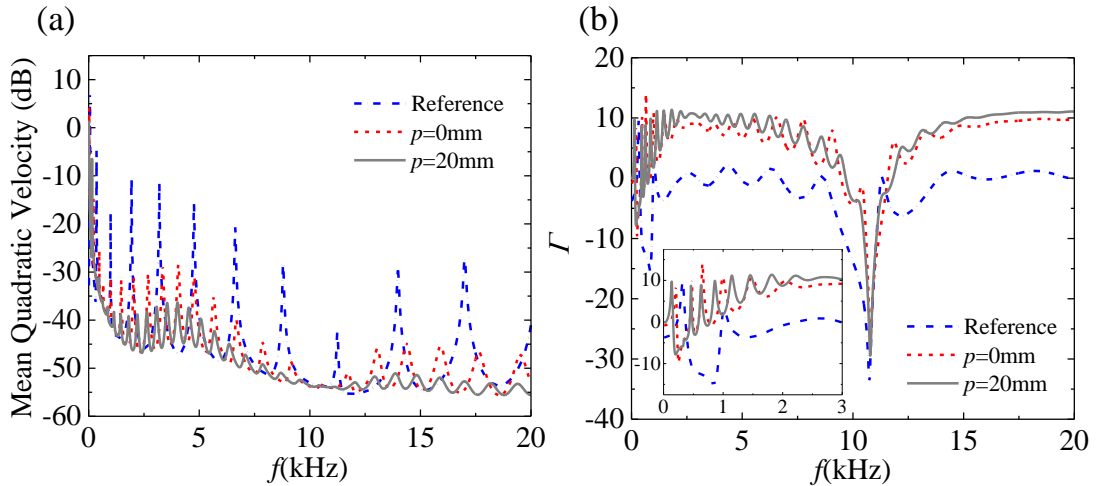 (a)
Mean Quadratic Velocity (dB)
10
0
-10
-20
-30
-40
-50
-60
0
5
10
15
20
f(kHz)
Reference
p=0mm
p=20mm
(b)
Γ
20
10
0
-10
-20
-30
-40
0
5
10
15
20
f(kHz)
10
0
-10
0
1
2
3
Reference
p=0mm
p=20mm